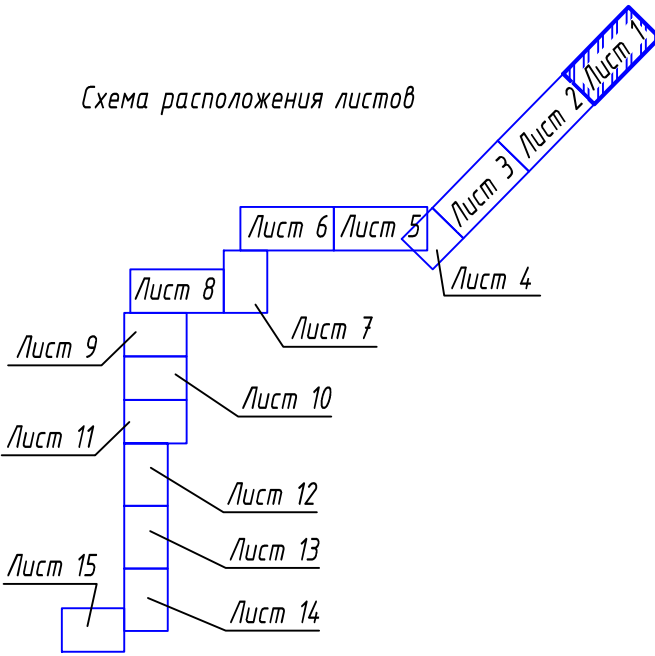 Схема расположения листов
Лист 1
Лист 2
Лист 3
Лист 4
Лист 5
Лист 6
Лист 7
Лист 8
Лист 9
Лист 10
Лист 11
Лист 12
Лист 13
Лист 14
Лист 15